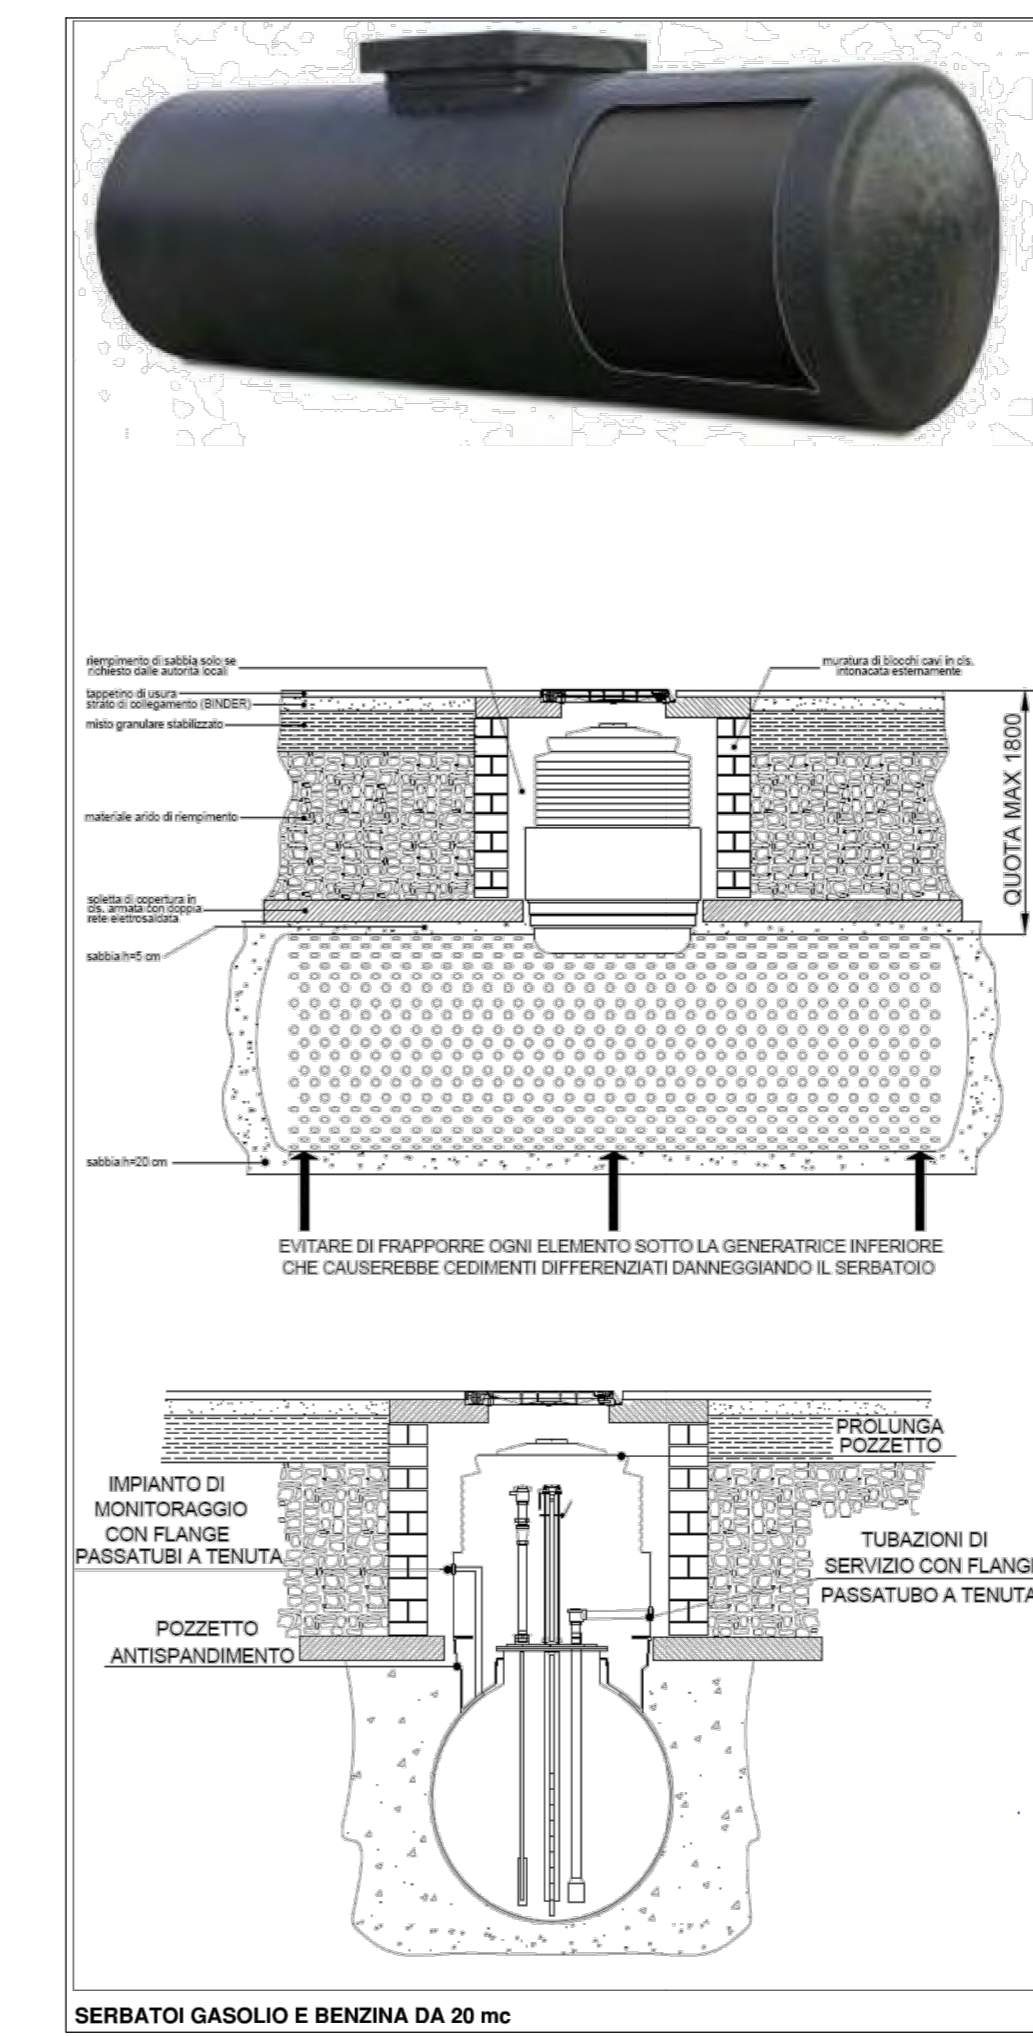 riempimento di sabbia solo se
richiesto dalle autorità locali
tappetino di usura
strato di collegamento (BINDER)
misto granulare stabilizzato
materiale arido di riempimento
soletta di copertura in
cls. armata con doppia
rete elettrosaldata
sabbia h=5 cm
sabbia h=20 cm
muratura di blocchi cavi in cls.
intonacata esternamente
QUOTA MAX 1800
EVITARE DI FRAPPORRE OGNI ELEMENTO SOTTO LA GENERATRICE INFERIORE
CHE CAUSEREBBE CEDIMENTI DIFFERENZIATI DANNEGGIANDO IL SERBATOIO
PROLUNGA
POZZETTO
IMPIANTO DI
MONITORAGGIO
CON FLANGE
PASSATUBI A TENUTA
TUBAZIONI DI
SERVIZIO CON FLANGE
PASSATUBO A TENUTA
POZZETTO
ANTISPANDIMENTO
SERBATOI GASOLIO E BENZINA DA 20 mc